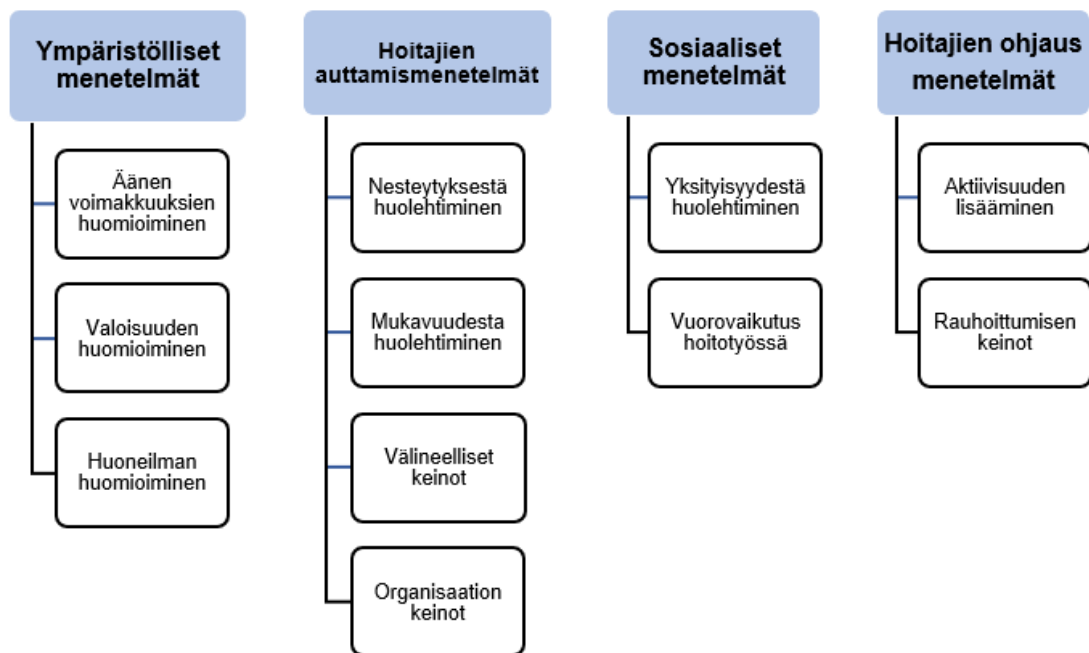 Ympäristölliset
menetelmät
Äänen
voimakkuuksien
huomioiminen
Valoisuuden
huomioiminen
Huoneilman
huomioiminen
Hoitajien
auttamismenetelmät
Nesteytyksestä
huolehtiminen
Mukavuudesta
huolehtiminen
Välineelliset
keinot
Organisaation
keinot
Sosiaaliset
menetelmät
Yksityisyydestä
huolehtiminen
Vuorovaikutus
hoitotyössä
Hoitajien ohjaus
menetelmät
Aktiivisuuden
lisääminen
Rauhoittumisen
keinot